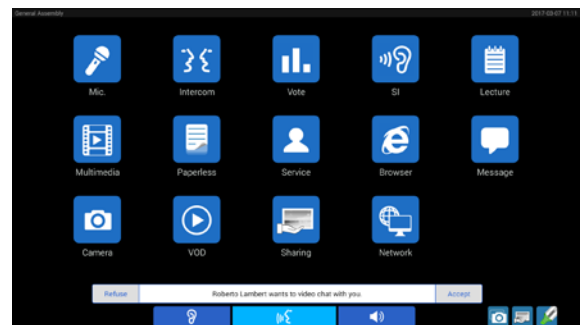 General Assembly 2017-03-07 11:11
Mic. Intercom Vote SI Lecture
Multimedia Paperless Service Browser Message
Camera VOD Sharing Network
Refuse Roberto Lambert wants to video chat with you. Accept